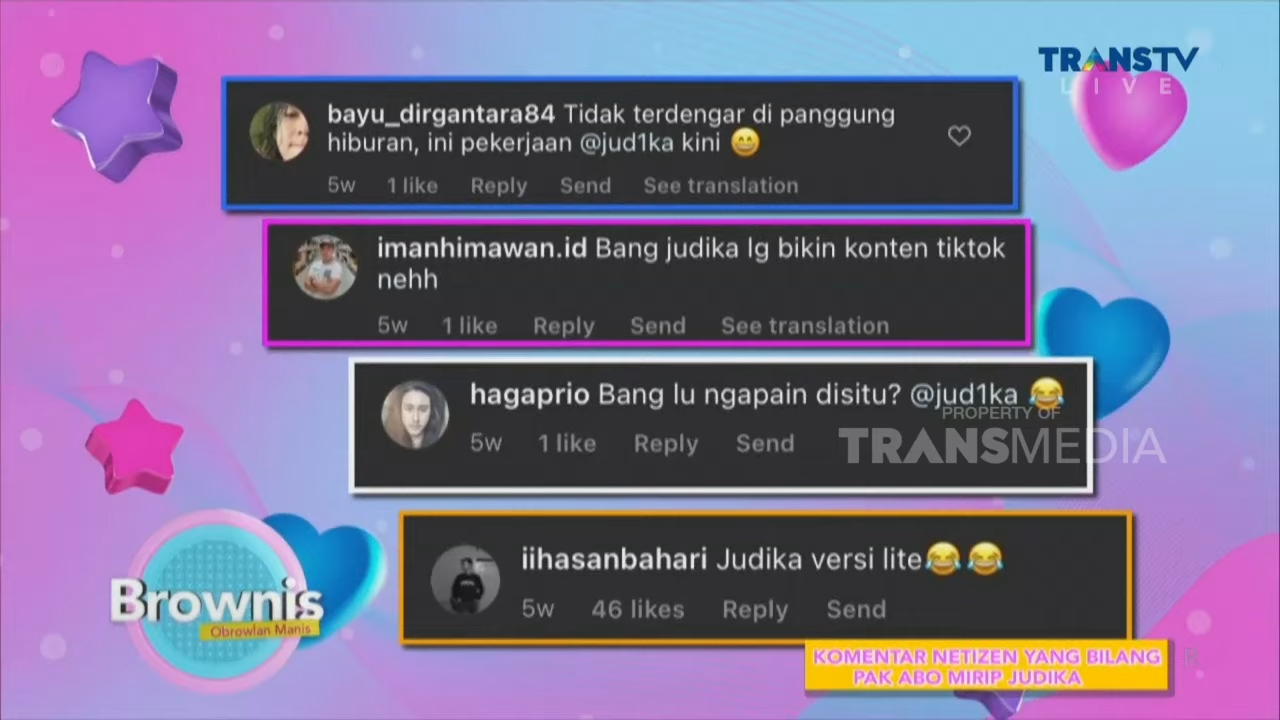 TRANSTV
LIVE
bayu_dirgantara84 Tidak terdengar di panggung
hiburan, ini pekerjaan @jud1ka kini 😄
5w 1 like Reply Send See translation
imanhimawan.id Bang judika lg bikin konten tiktok
nehh
5w 1 like Reply Send See translation
hagaprio Bang lu ngapain disitu? @jud1ka 😂
5w 1 like Reply Send
PROPERTY OF
TRANSMEDIA
iihasanbahari Judika versi lite😂😂
5w 46 likes Reply Send
Brownis
Obrowlan Manis
KOMENTAR NETIZEN YANG BILANG
PAK ABO MIRIP JUDIKA